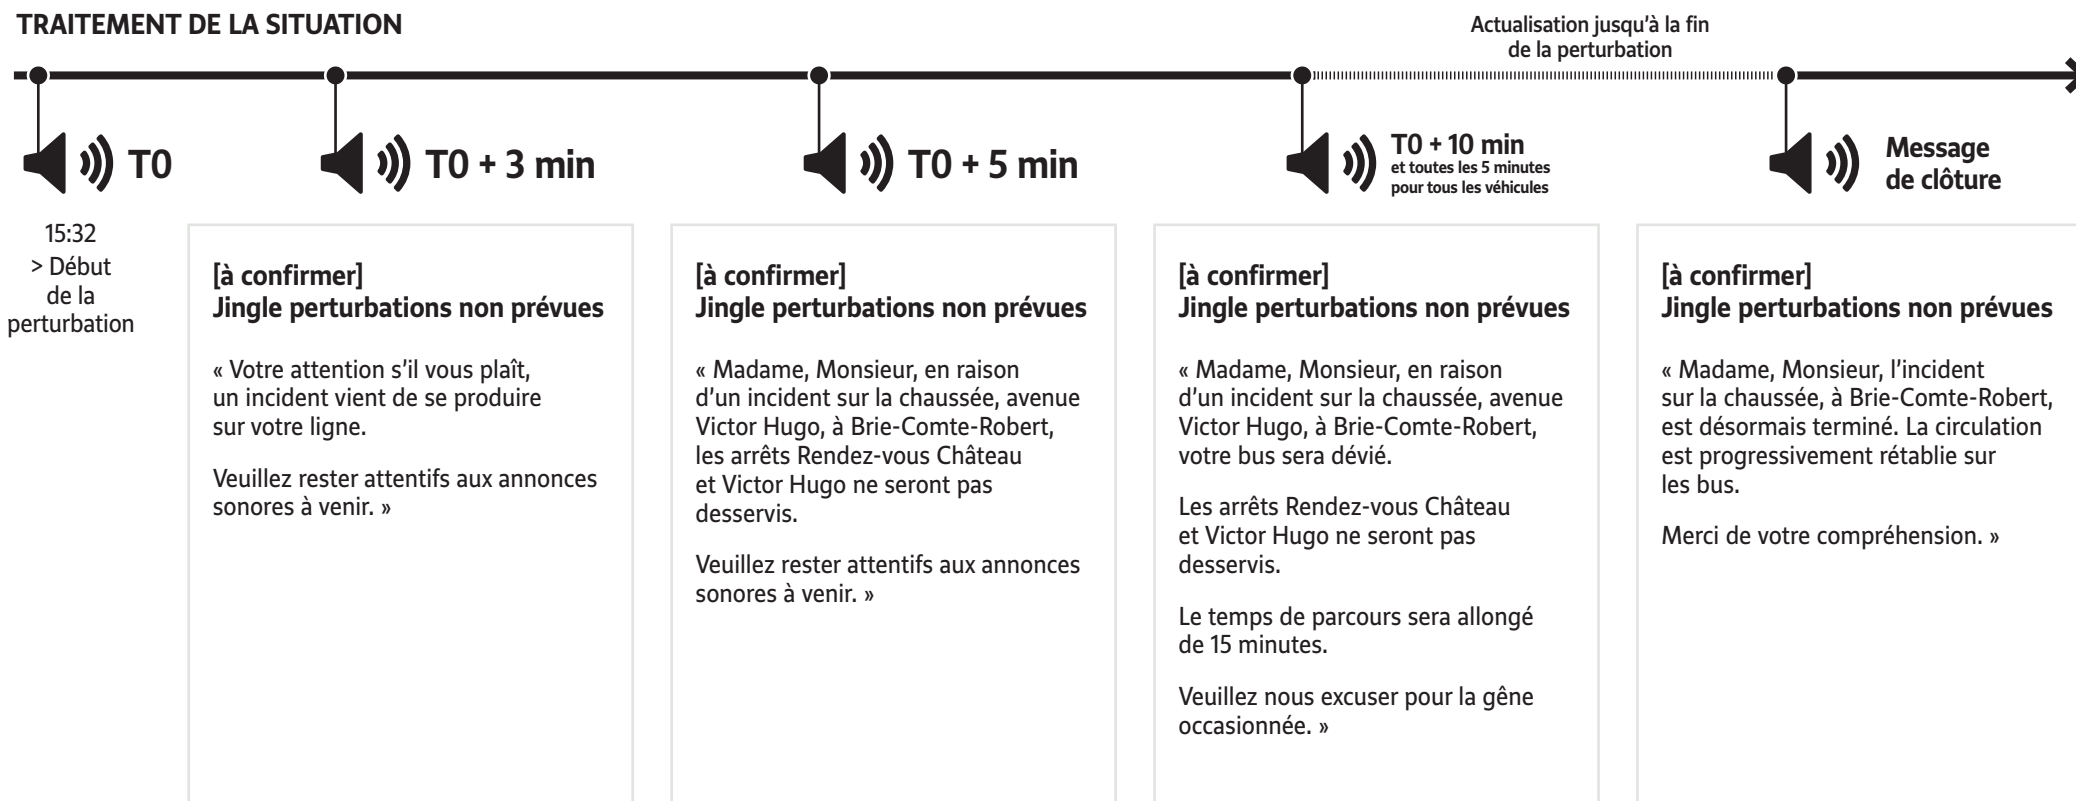 TRAITEMENT DE LA SITUATION
Actualisation jusqu'à la fin
de la perturbation
T0
T0 + 3 min
T0 + 5 min
T0 + 10 min
et toutes les 5 minutes
pour tous les véhicules
Message
de clôture
15:32
> Début
de la
perturbation
[à confirmer]
Jingle perturbations non prévues
« Votre attention s'il vous plaît,
un incident vient de se produire
sur votre ligne.
Veuillez rester attentifs aux annonces
sonores à venir. »
[à confirmer]
Jingle perturbations non prévues
« Madame, Monsieur, en raison
d'un incident sur la chaussée, avenue
Victor Hugo, à Brie-Comte-Robert,
les arrêts Rendez-vous Château
et Victor Hugo ne seront pas
desservis.
Veuillez rester attentifs aux annonces
sonores à venir. »
[à confirmer]
Jingle perturbations non prévues
« Madame, Monsieur, en raison
d'un incident sur la chaussée, avenue
Victor Hugo, à Brie-Comte-Robert,
votre bus sera dévié.
Les arrêts Rendez-vous Château
et Victor Hugo ne seront pas
desservis.
Le temps de parcours sera allongé
de 15 minutes.
Veuillez nous excuser pour la gêne
occasionnée. »
[à confirmer]
Jingle perturbations non prévues
« Madame, Monsieur, l'incident
sur la chaussée, à Brie-Comte-Robert,
est désormais terminé. La circulation
est progressivement rétablie sur
les bus.
Merci de votre compréhension. »